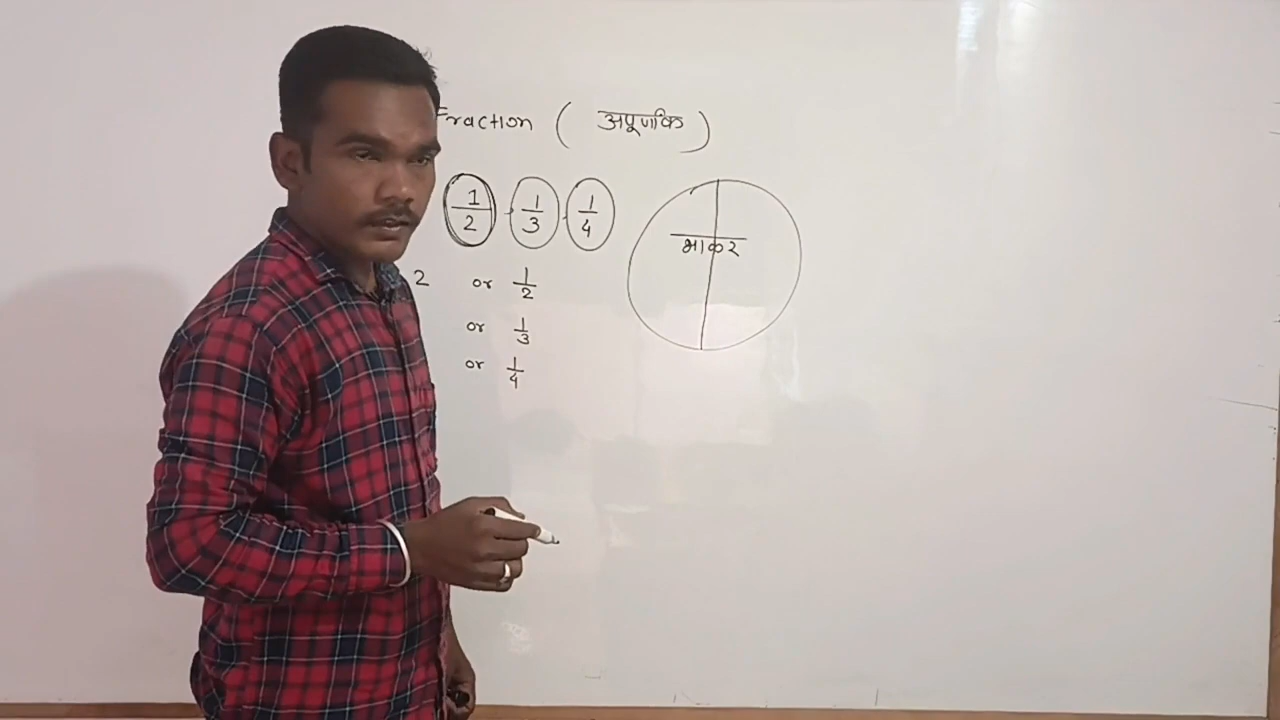 Fraction ( अपूर्णांक )
1/2 , 1/3 , 1/4
2 or 1/2
or 1/3
or 1/4
भाकर